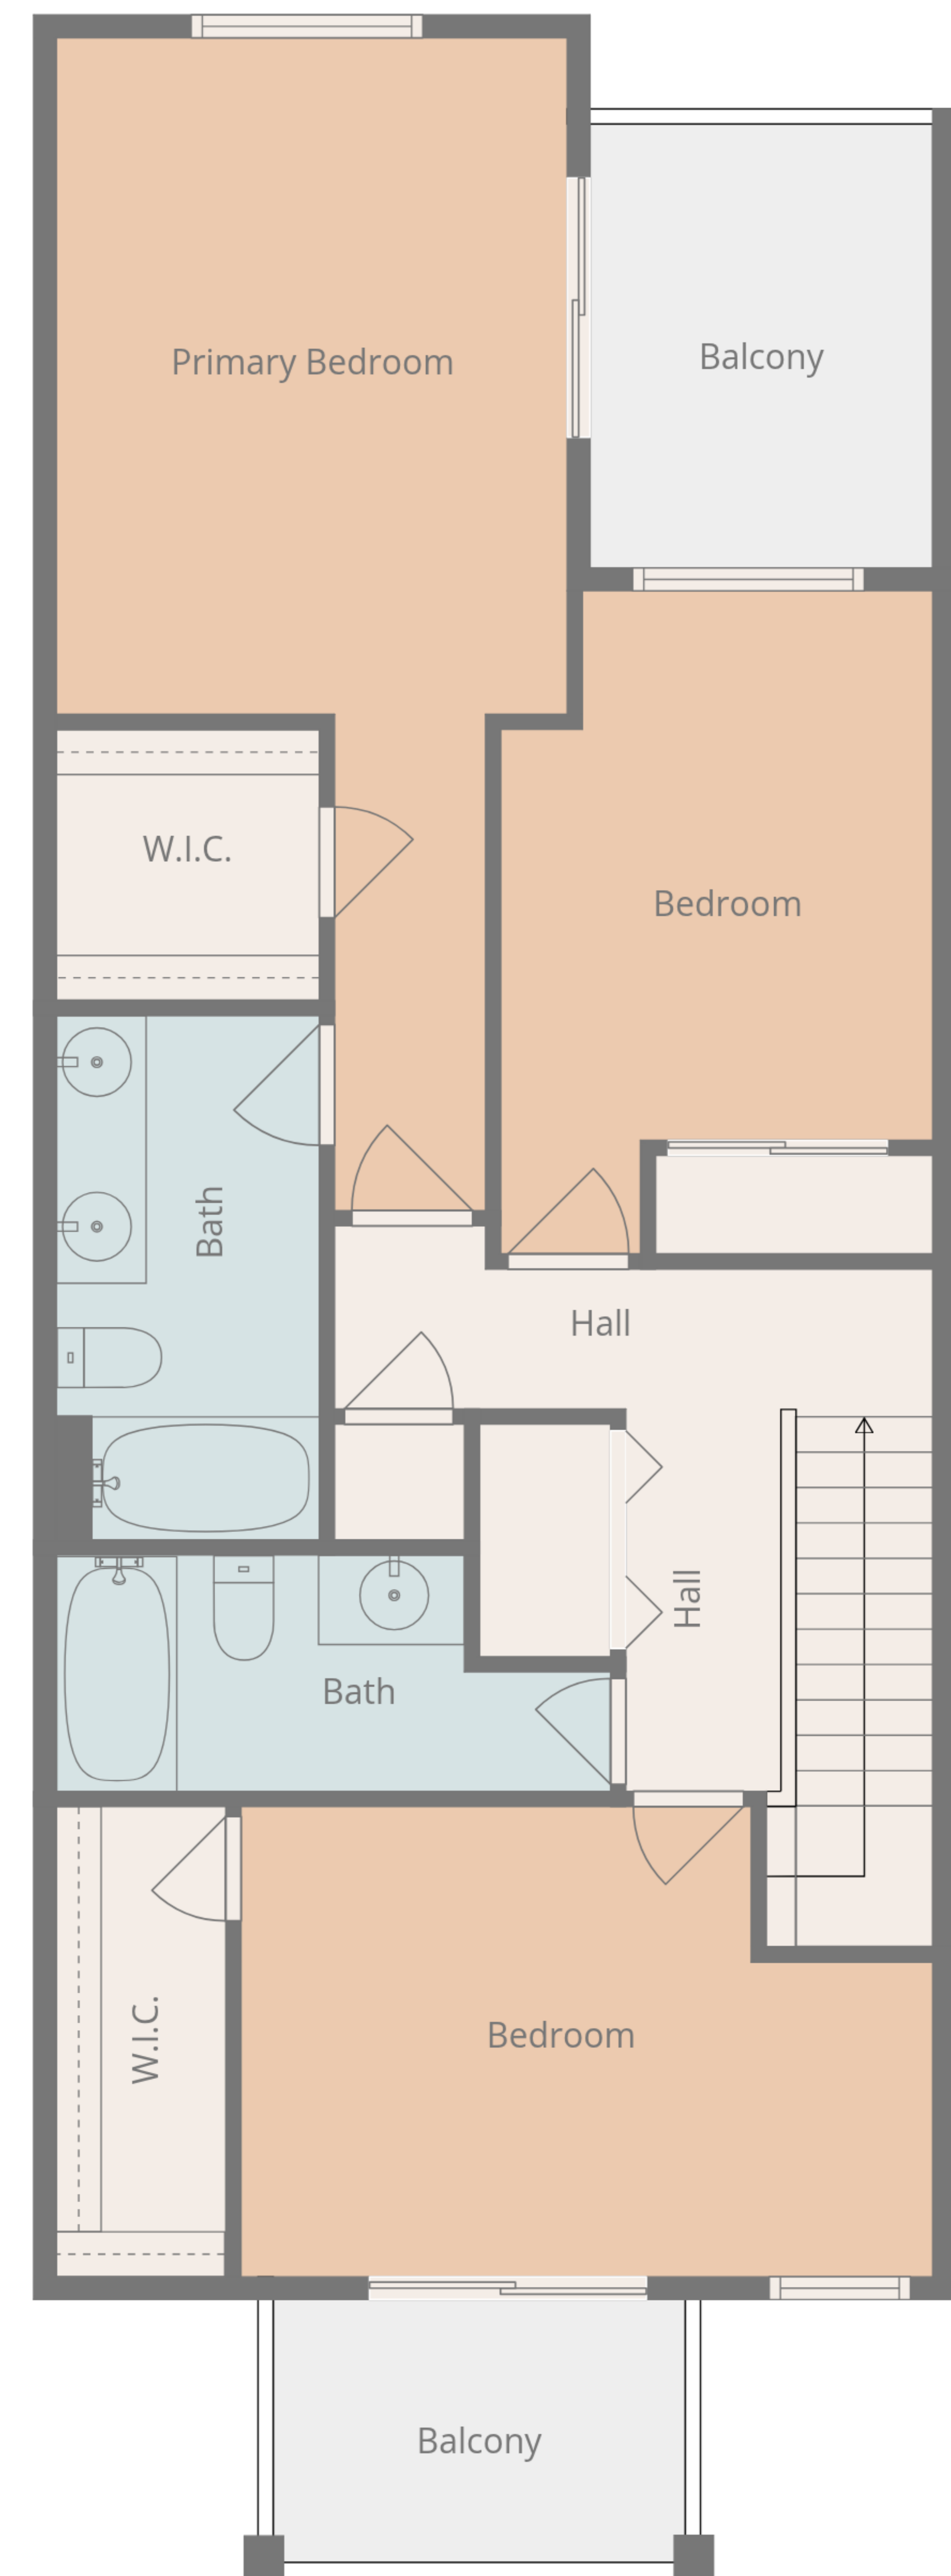 Primary Bedroom
Balcony
W.I.C.
Bedroom
Bath
Hall
Hall
Bath
W.I.C.
Bedroom
Balcony